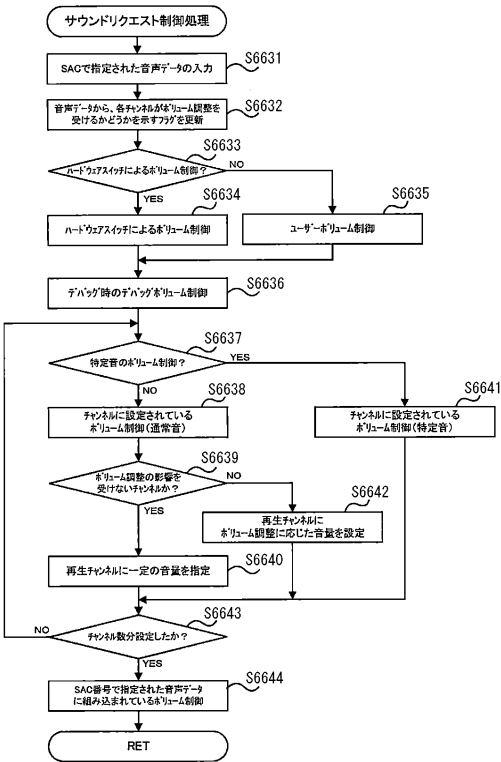 サウンドリクエスト制御処理
S6631
SACで指定された音声データの入力
S6632
音声データから、各チャンネルがボリューム調整を
受けるかどうかを示すフラグを更新
S6633
ハードウェアスイッチによるボリューム制御？
NO
YES
S6634
ハードウェアスイッチによるボリューム制御
S6635
ユーザーボリューム制御
S6636
デバッグ時のデバッグボリューム制御
S6637
特定音のボリューム制御？
YES
NO
S6638
チャンネルに設定されている
ボリューム制御(通常音)
S6641
チャンネルに設定されている
ボリューム制御(特定音)
S6639
ボリューム調整の影響を
受けないチャンネルか？
NO
YES
S6642
再生チャンネルに
ボリューム調整に応じた音量を設定
S6640
再生チャンネルに一定の音量を指定
S6643
NO
チャンネル数分設定したか？
YES
S6644
SAC番号で指定された音声データ
に組み込まれているボリューム制御
RET